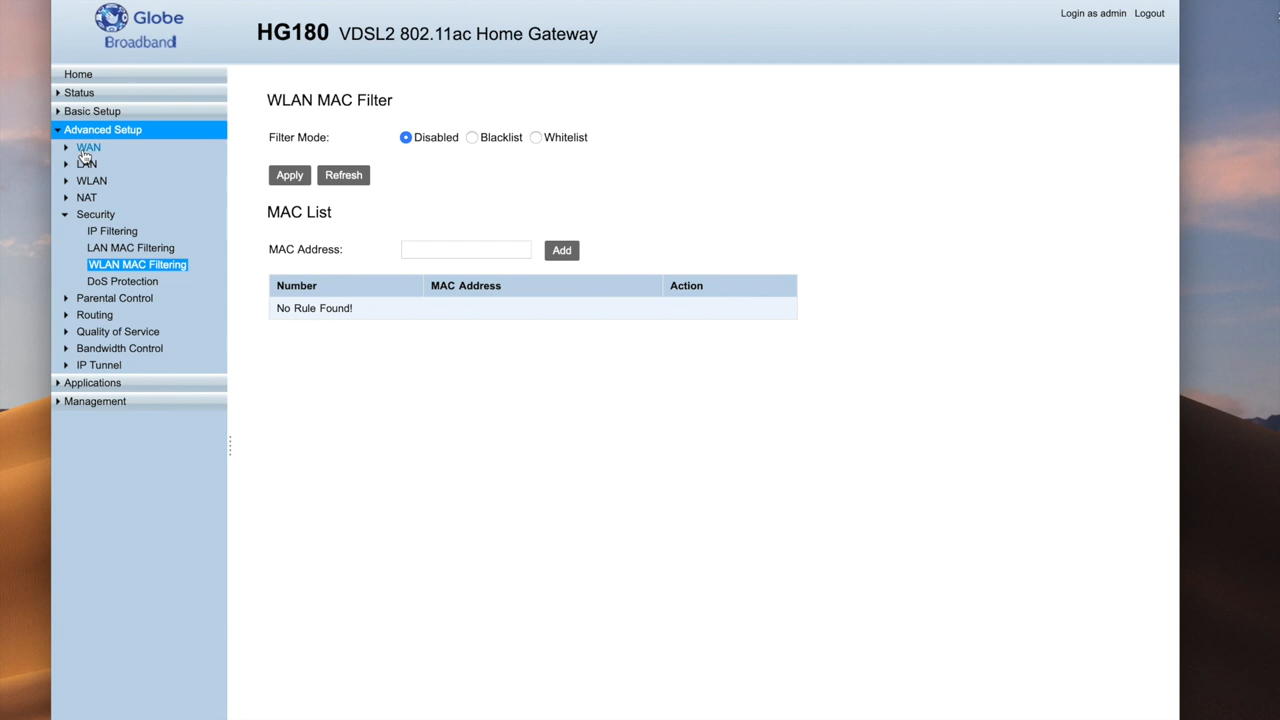 Globe
Broadband
HG180 VDSL2 802.11ac Home Gateway
Login as admin Logout
Home
Status
Basic Setup
Advanced Setup
WAN
LAN
WLAN
NAT
Security
IP Filtering
LAN MAC Filtering
WLAN MAC Filtering
DoS Protection
Parental Control
Routing
Quality of Service
Bandwidth Control
IP Tunnel
Applications
Management
WLAN MAC Filter
Filter Mode: Disabled Blacklist Whitelist
Apply Refresh
MAC List
MAC Address: Add
Number MAC Address Action
No Rule Found!